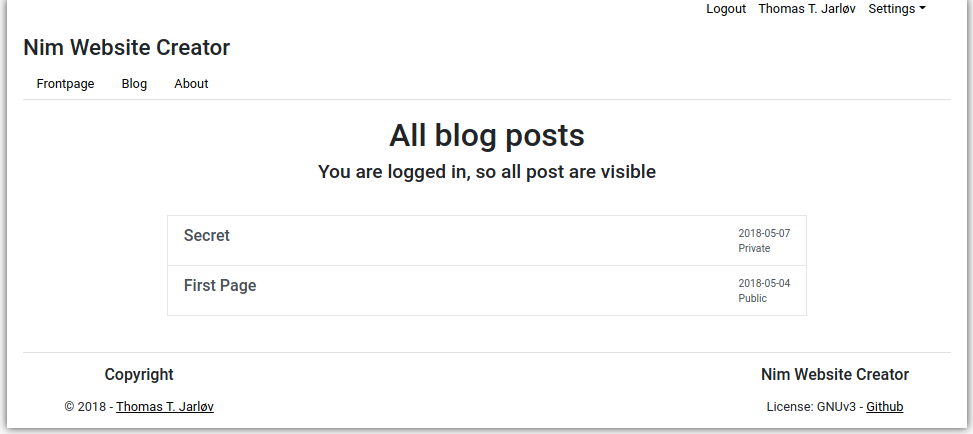 Logout Thomas T. Jarløv Settings
Nim Website Creator
Frontpage Blog About
All blog posts
You are logged in, so all post are visible
Secret 2018-05-07
Private
First Page 2018-05-04
Public
Copyright
© 2018 - Thomas T. Jarløv
Nim Website Creator
License: GNUv3 - Github